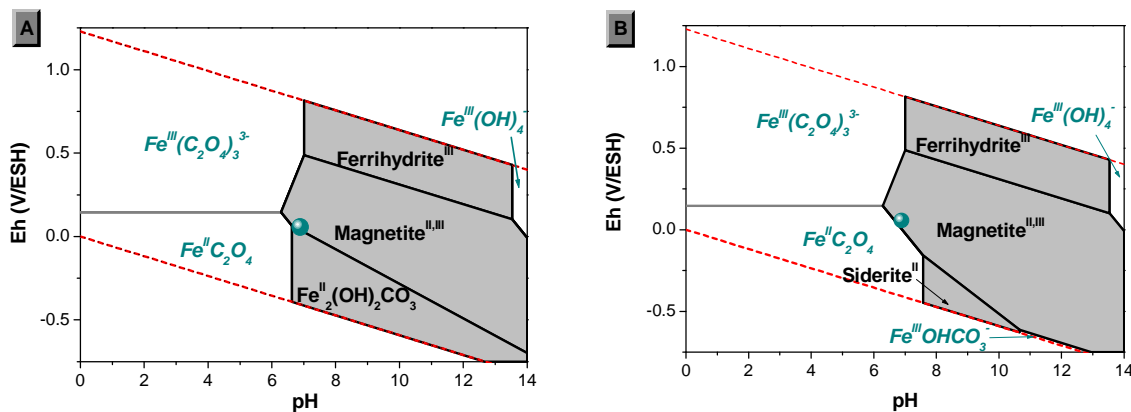 A
Eh (V/ESH)
1.0
0.5
0.0
-0.5
Fe^III(C2O4)3^3-
Fe^III(OH)4^-
Ferrihydrite^III
Magnetite^II,III
Fe^IIC2O4
Fe^II2(OH)2CO3
0 2 4 6 8 10 12 14
pH
B
Eh (V/ESH)
1.0
0.5
0.0
-0.5
Fe^III(C2O4)3^3-
Fe^III(OH)4^-
Ferrihydrite^III
Magnetite^II,III
Fe^IIC2O4
Siderite^II
Fe^IIIOHCO3^-
0 2 4 6 8 10 12 14
pH